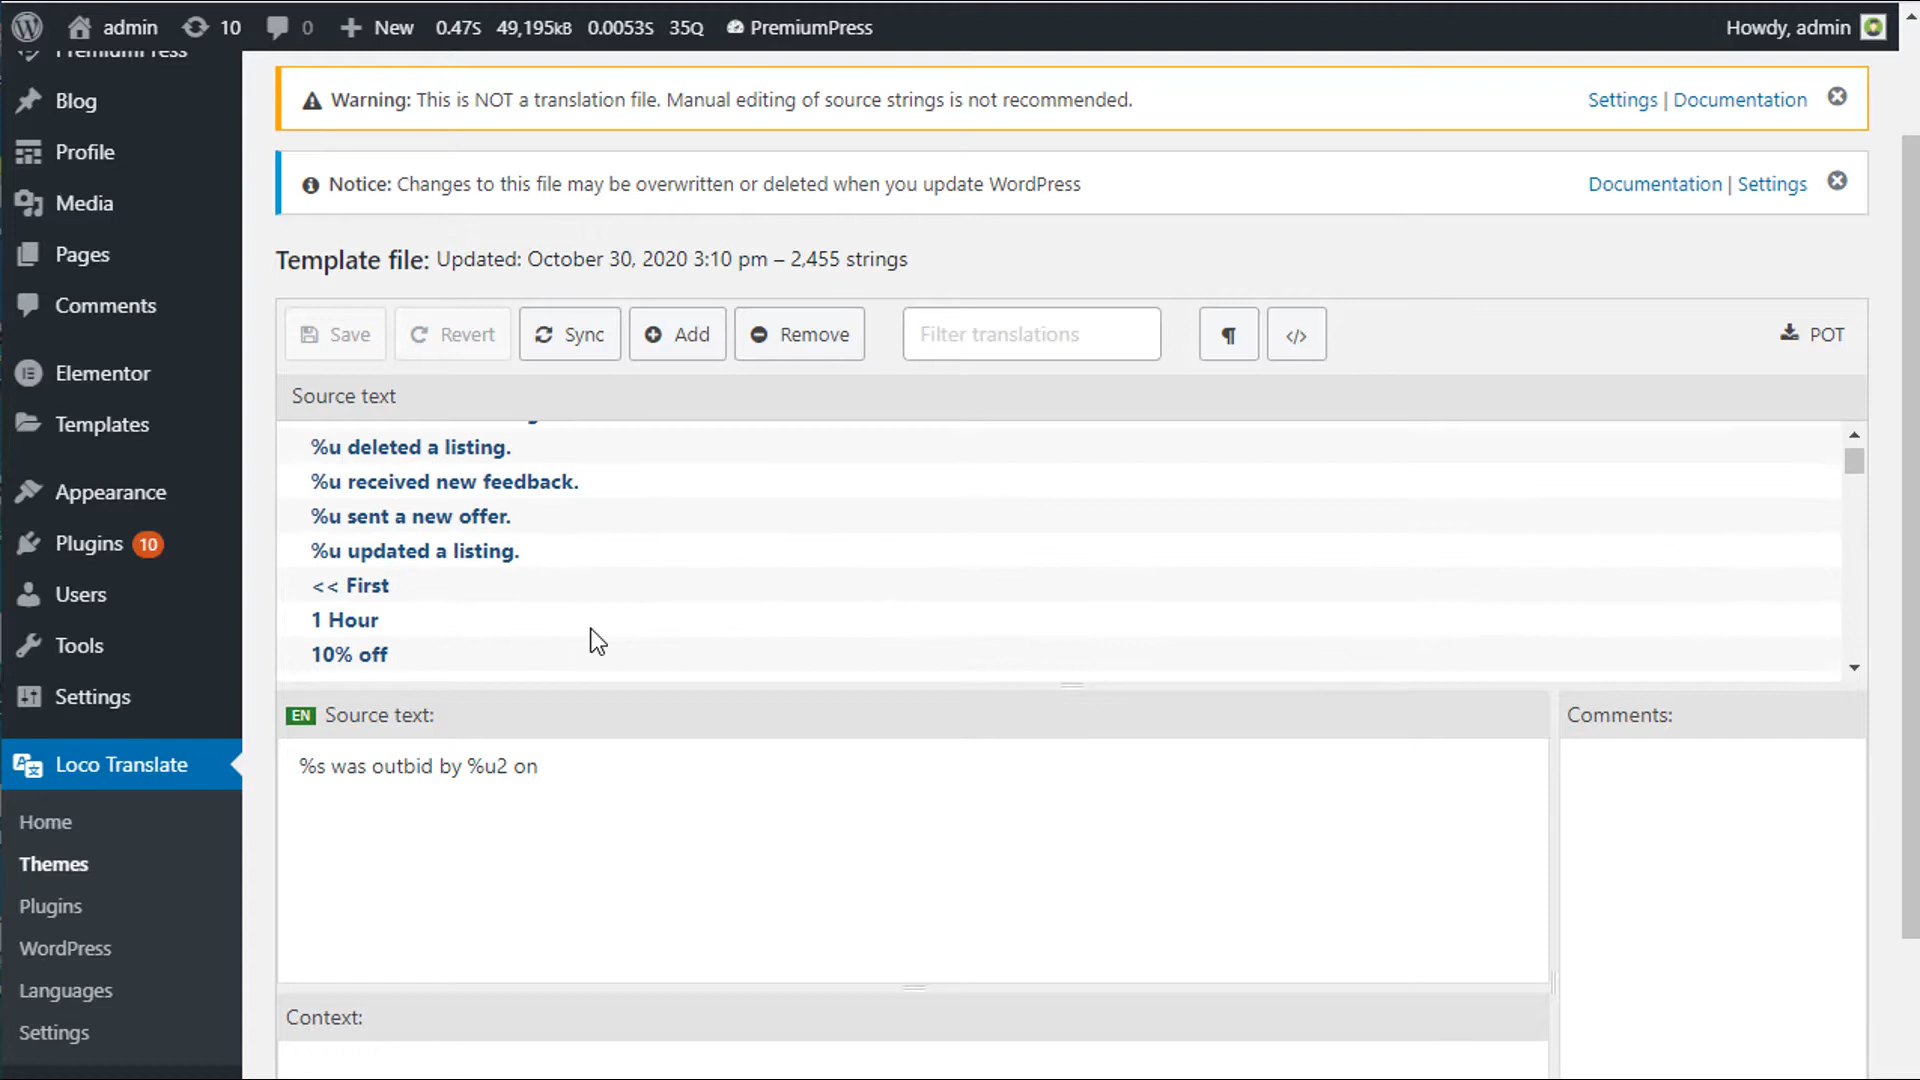 admin 10 0 New 0.47S 49,195kB 0.0053S 35Q PremiumPress Howdy, admin
PremiumPress
Blog
Profile
Media
Pages
Comments
Elementor
Templates
Appearance
Plugins 10
Users
Tools
Settings
Loco Translate
Home
Themes
Plugins
WordPress
Languages
Settings
Warning: This is NOT a translation file. Manual editing of source strings is not recommended. Settings | Documentation
Notice: Changes to this file may be overwritten or deleted when you update WordPress Documentation | Settings
Template file: Updated: October 30, 2020 3:10 pm – 2,455 strings
Save Revert Sync Add Remove Filter translations ¶ </> POT
Source text
%u deleted a listing.
%u received new feedback.
%u sent a new offer.
%u updated a listing.
<< First
1 Hour
10% off
EN Source text: Comments:
%s was outbid by %u2 on
Context: